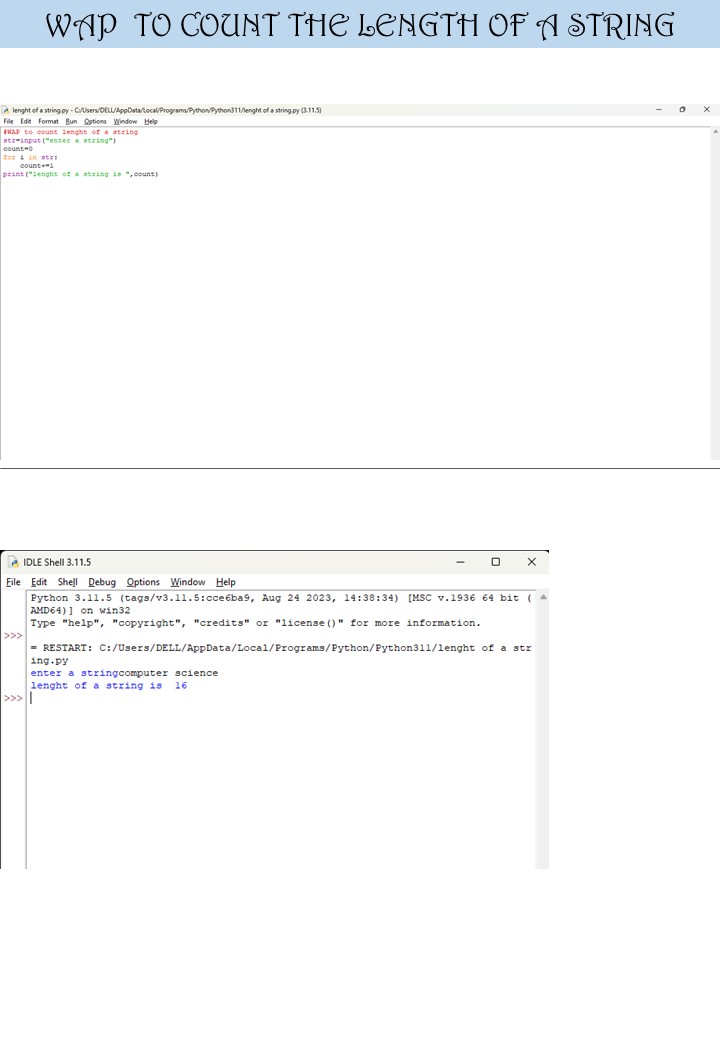 WAP TO COUNT THE LENGTH OF A STRING
lenght of a string.py - C:/Users/DELL/AppData/Local/Programs/Python/Python311/lenght of a string.py (3.11.5)
File Edit Format Run Options Window Help
#WAP to count lenght of a string
str=input("enter a string")
count=0
for i in str:
    count+=1
print("lenght of a string is ",count)
IDLE Shell 3.11.5
File Edit Shell Debug Options Window Help
Python 3.11.5 (tags/v3.11.5:cce6ba9, Aug 24 2023, 14:38:34) [MSC v.1936 64 bit (
AMD64)] on win32
Type "help", "copyright", "credits" or "license()" for more information.
>>>
= RESTART: C:/Users/DELL/AppData/Local/Programs/Python/Python311/lenght of a str
ing.py
enter a stringcomputer science
lenght of a string is  16
>>>